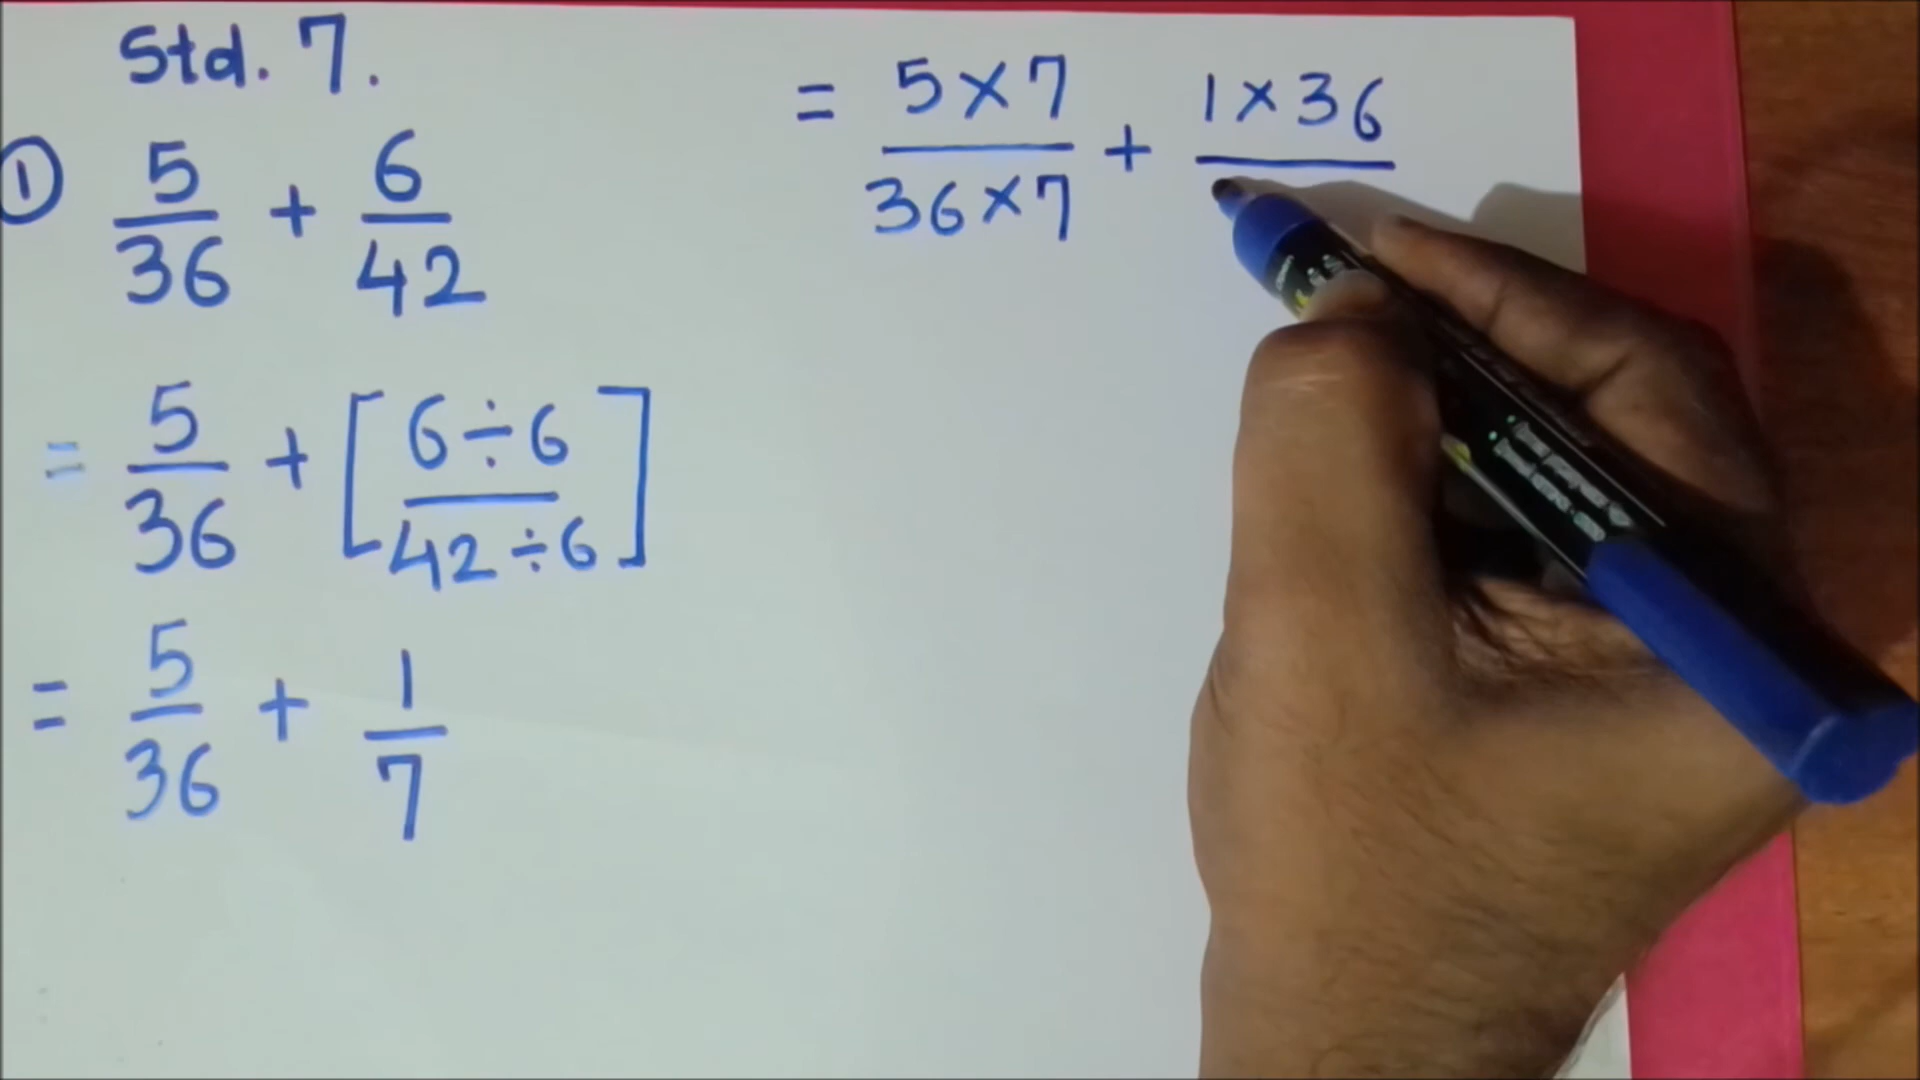 Std. 7.
① 5/36 + 6/42
= 5/36 + [6÷6/42÷6]
= 5/36 + 1/7
= 5×7/36×7 + 1×36/